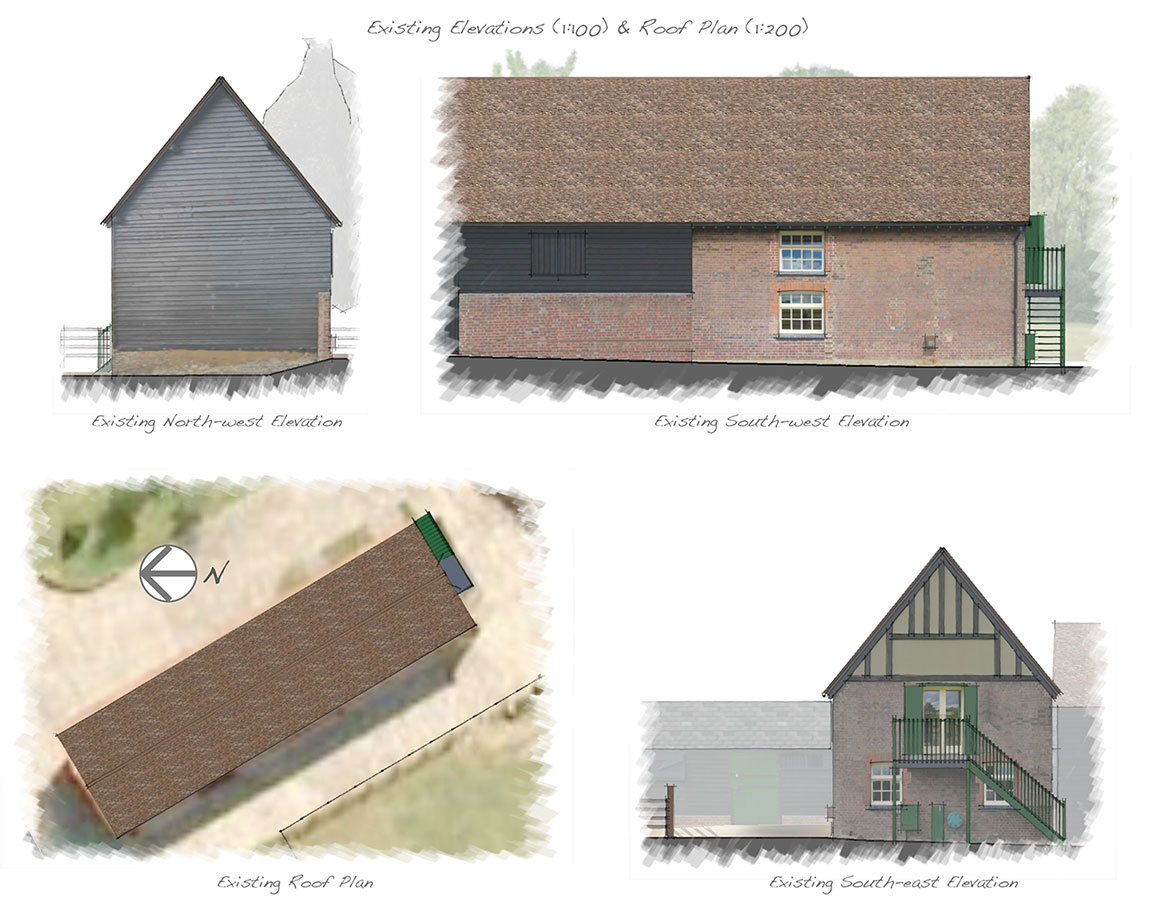 Existing Elevations (1:100) & Roof Plan (1:200)
Existing North-west Elevation
Existing South-west Elevation
N
Existing Roof Plan
Existing South-east Elevation